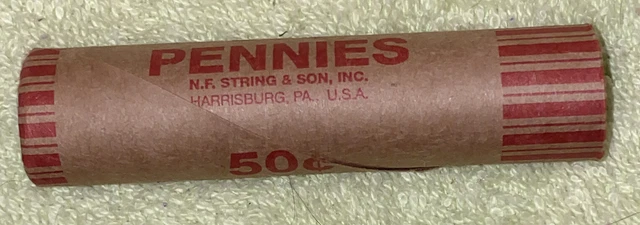 PENNIES
N.F. STRING & SON, INC.
HARRISBURG, PA., U.S.A.
50¢